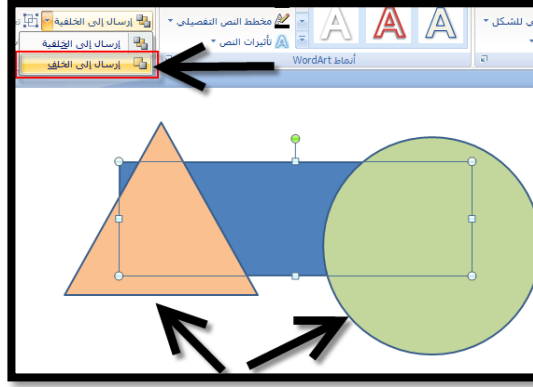 ي للشكل
مخطط النص التفصيلي
تأثيرات النص
أنماط WordArt
إرسال إلى الخلفية
إرسال إلى الخلفية
إرسال إلى الخلف
A A A
A